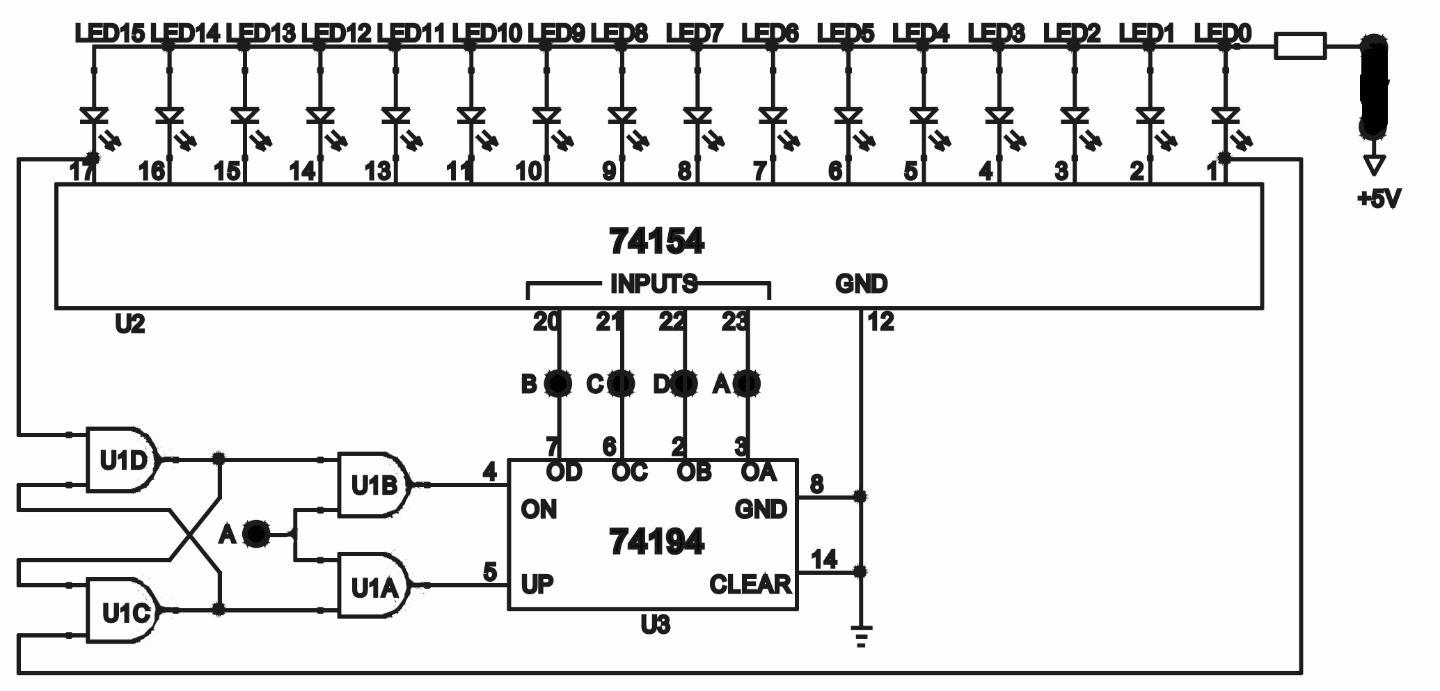 LED15 LED14 LED13 LED12 LED11 LED10 LED9 LED8 LED7 LED6 LED5 LED4 LED3 LED2 LED1 LED0
17 16 15 14 13 11 10 9 8 7 6 5 4 3 2 1
+5V
74154
INPUTS GND
U2 20 21 22 23 12
B C D A
7 6 2 3
U1D U1B 4 OD OC OB OA 8
ON GND
A 74194
14
U1C U1A 5 UP CLEAR
U3